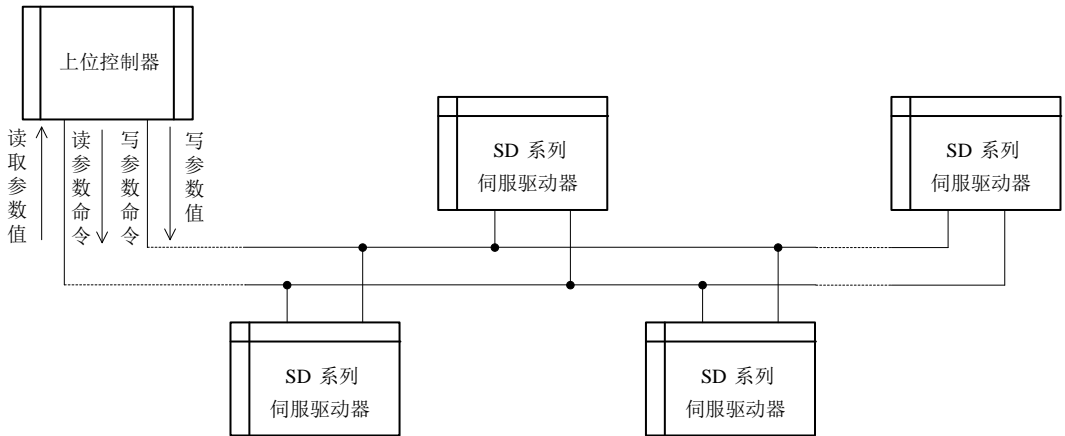 上位控制器
读取参数值
读参数命令
写参数命令
写参数值
SD 系列
伺服驱动器
SD 系列
伺服驱动器
SD 系列
伺服驱动器
SD 系列
伺服驱动器